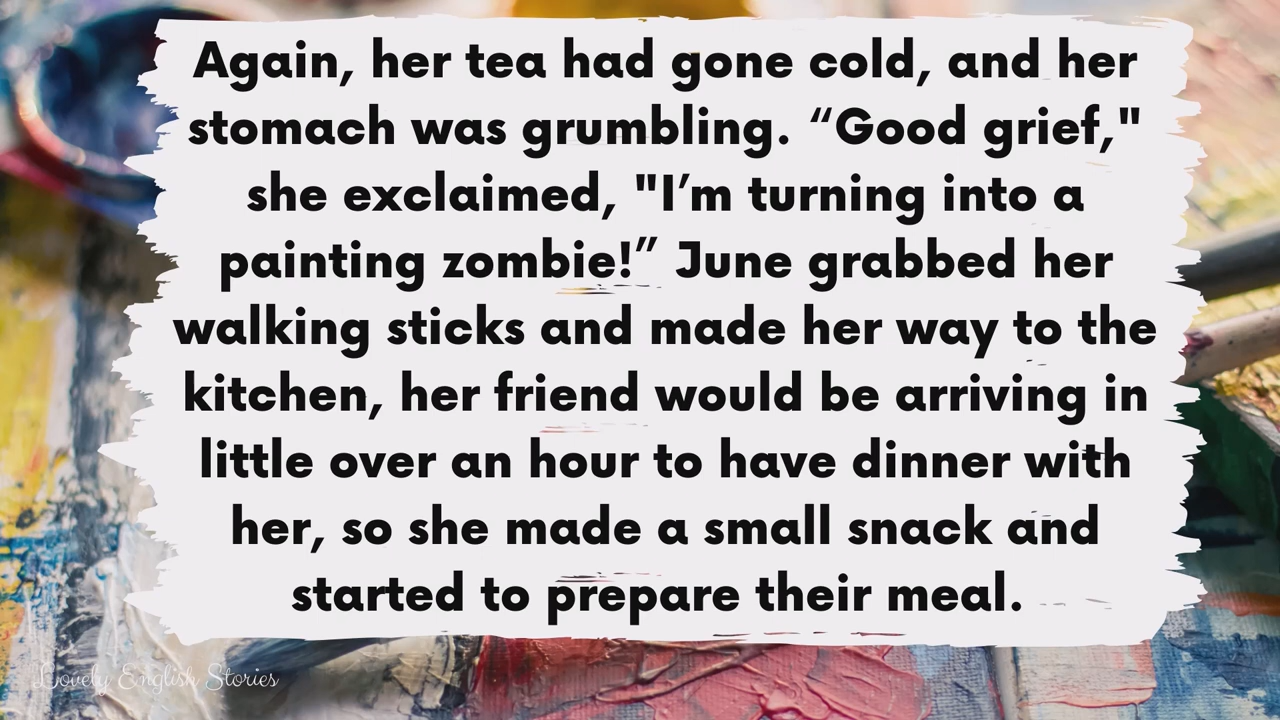 Again, her tea had gone cold, and her
stomach was grumbling. “Good grief,"
she exclaimed, "I’m turning into a
painting zombie!” June grabbed her
walking sticks and made her way to the
kitchen, her friend would be arriving in
little over an hour to have dinner with
her, so she made a small snack and
started to prepare their meal.
Lovely English Stories